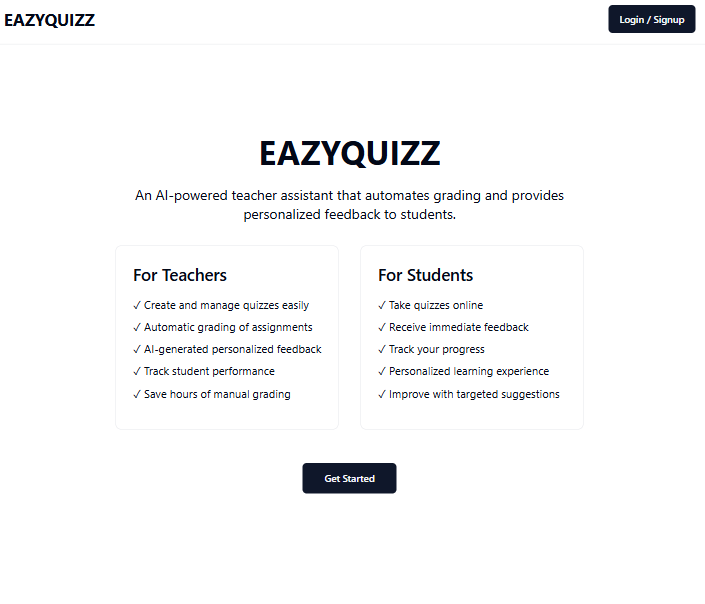 EAZYQUIZZ
Login / Signup
EAZYQUIZZ
An AI-powered teacher assistant that automates grading and provides
personalized feedback to students.
For Teachers
✓ Create and manage quizzes easily
✓ Automatic grading of assignments
✓ AI-generated personalized feedback
✓ Track student performance
✓ Save hours of manual grading
For Students
✓ Take quizzes online
✓ Receive immediate feedback
✓ Track your progress
✓ Personalized learning experience
✓ Improve with targeted suggestions
Get Started